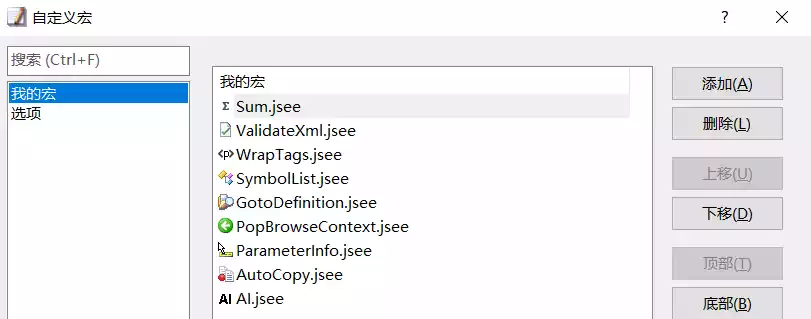 自定义宏
搜索 (Ctrl+F)
我的宏
选项
我的宏
Sum.jsee
ValidateXml.jsee
WrapTags.jsee
SymbolList.jsee
GotoDefinition.jsee
PopBrowseContext.jsee
ParameterInfo.jsee
AutoCopy.jsee
AI.jsee
添加(A)
删除(L)
上移(U)
下移(D)
顶部(T)
底部(B)